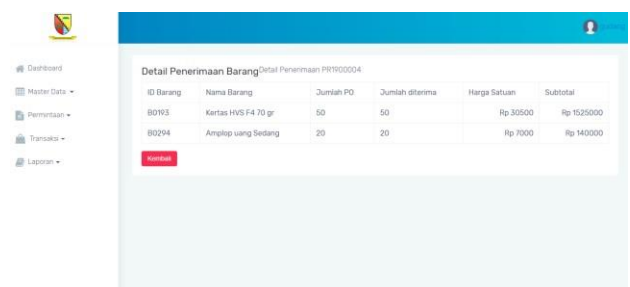 Dashboard
Master Data
Permintaan
Transaksi
Laporan
Detail Penerimaan Barang Detail Penerimaan PR1900004
ID Barang Nama Barang Jumlah PO Jumlah diterima Harga Satuan Subtotal
B0193 Kertas HVS F4 70 gr 50 50 Rp 30500 Rp 1525000
B0294 Amplop uang Sedang 20 20 Rp 7000 Rp 140000
Kembali